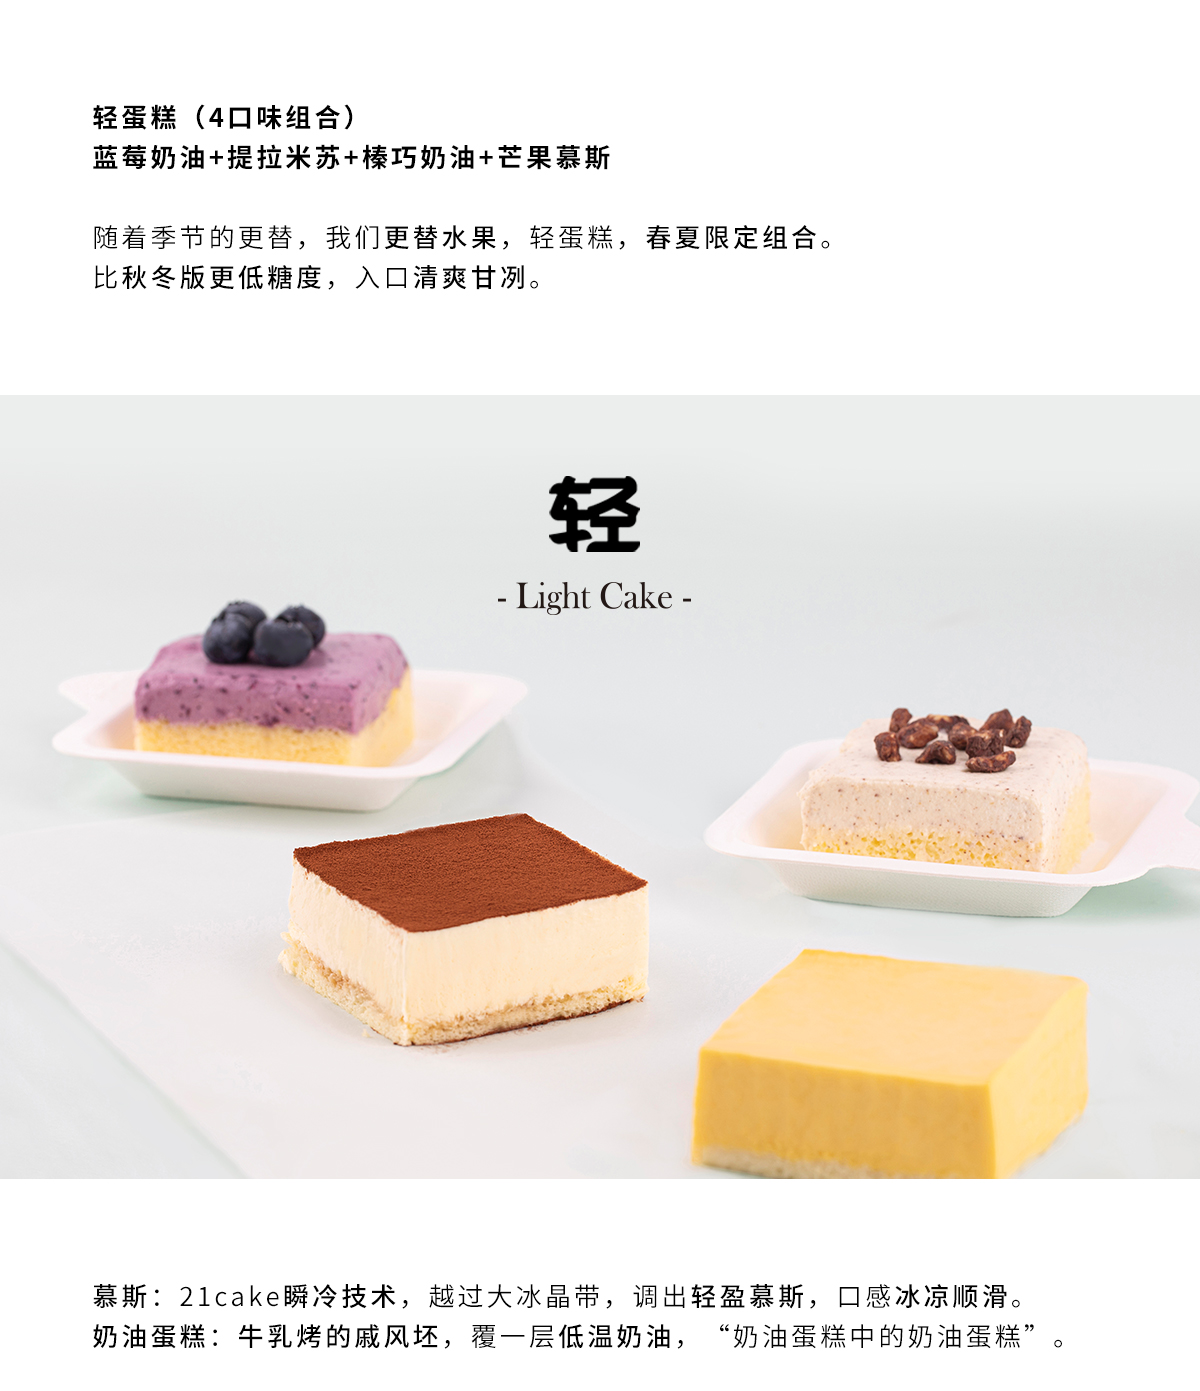 轻蛋糕（4口味组合）
蓝莓奶油+提拉米苏+榛巧奶油+芒果慕斯
随着季节的更替，我们更替水果，轻蛋糕，春夏限定组合。
比秋冬版更低糖度，入口清爽甘冽。
轻
- Light Cake -
慕斯：21cake瞬冷技术，越过大冰晶带，调出轻盈慕斯，口感冰凉顺滑。
奶油蛋糕：牛乳烤的戚风坯，覆一层低温奶油，“奶油蛋糕中的奶油蛋糕”。